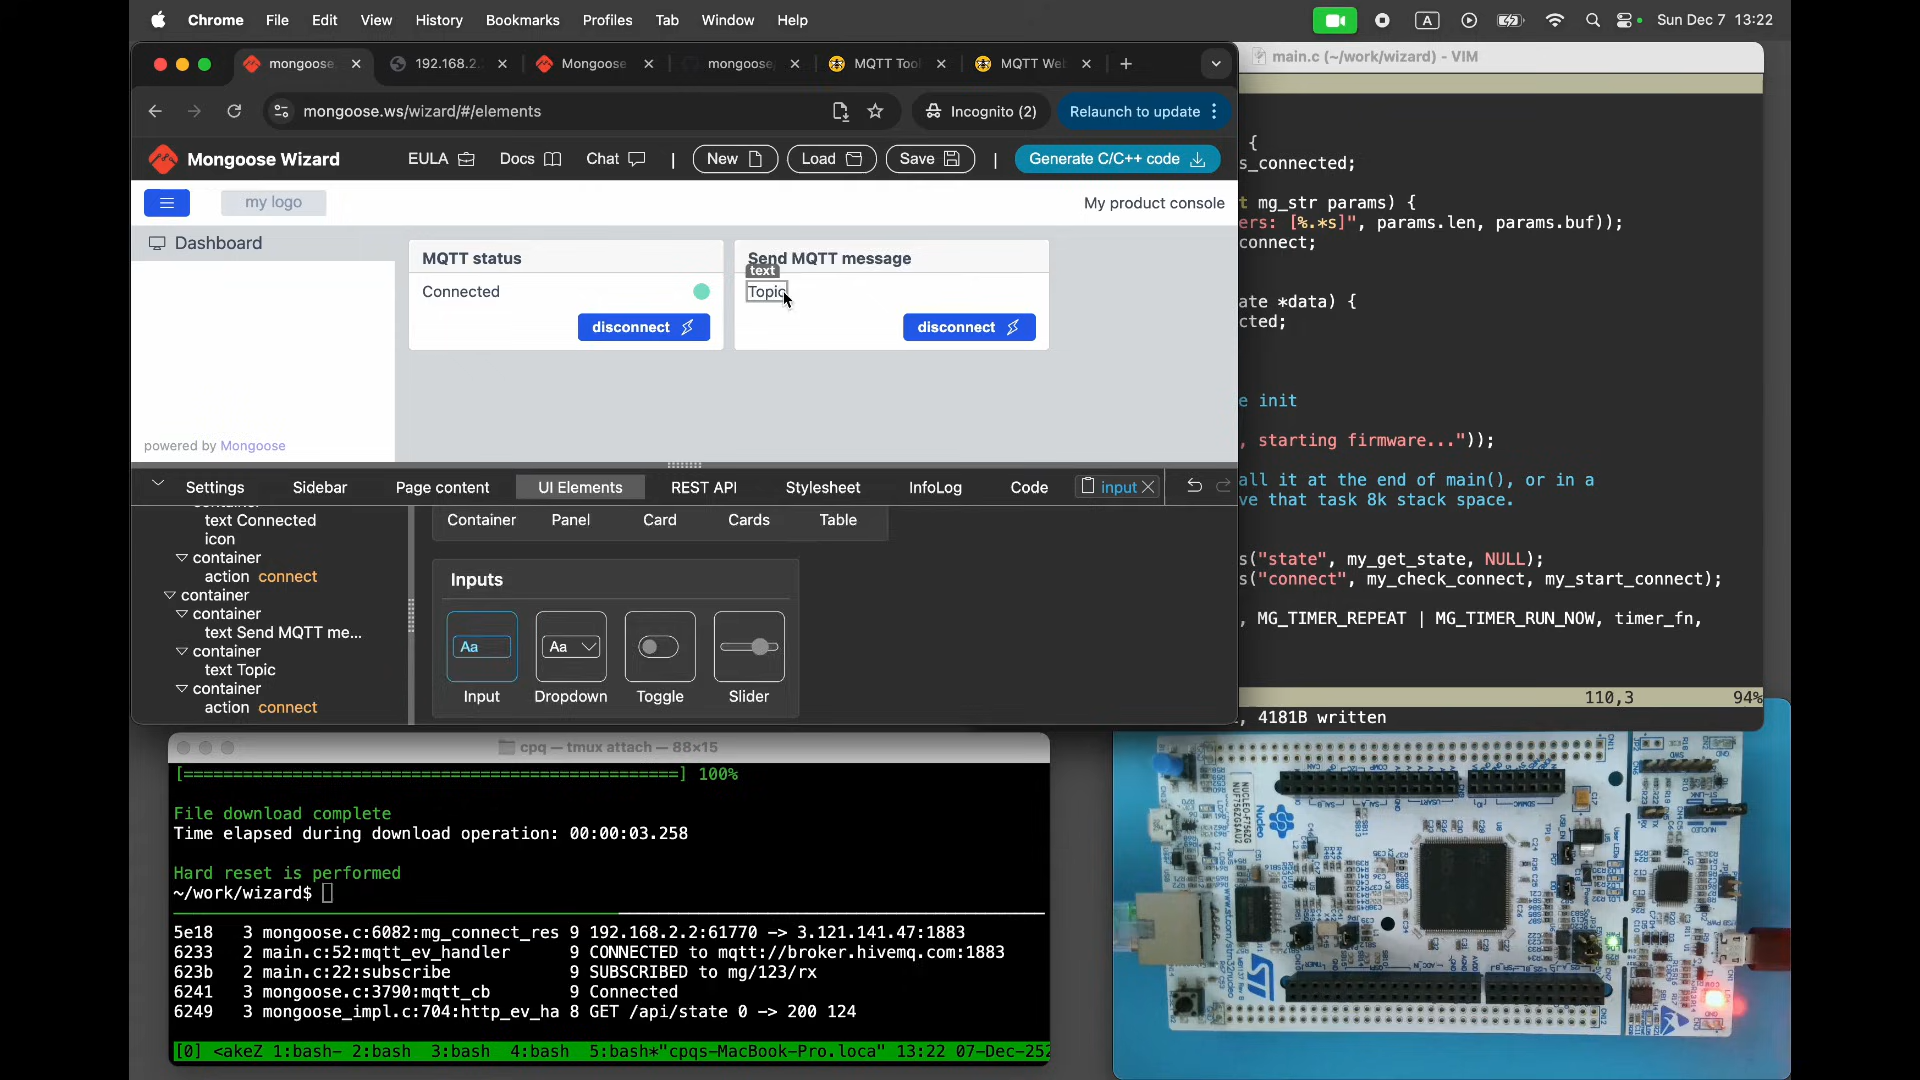 Chrome File Edit View History Bookmarks Profiles Tab Window Help
A Sun Dec 7 13:22
mongoose 192.168.2. Mongoose mongoose MQTT Too MQTT We
main.c (~/work/wizard) - VIM
mongoose.ws/wizard/#/elements
Incognito (2)
Relaunch to update
Mongoose Wizard
EULA Docs Chat | New Load Save | Generate C/C++ code
my logo
My product console
Dashboard
MQTT status
Connected
disconnect
Send MQTT message
text
Topic
disconnect
powered by Mongoose
Settings Sidebar Page content UI Elements REST API Stylesheet InfoLog Code input
text Connected
icon
container
action connect
container
container
text Send MQTT me...
container
text Topic
container
action connect
Container Panel Card Cards Table
Inputs
Aa Aa
Input Dropdown Toggle Slider
{
s_connected;
t mg_str params) {
ers: [%.*s]", params.len, params.buf));
connect;
ate *data) {
cted;
e init
, starting firmware..."));
all it at the end of main(), or in a
ve that task 8k stack space.
s("state", my_get_state, NULL);
s("connect", my_check_connect, my_start_connect);
, MG_TIMER_REPEAT | MG_TIMER_RUN_NOW, timer_fn,
110,3 94%
, 4181B written
cpq — tmux attach — 88×15
[================================================] 100%
File download complete
Time elapsed during download operation: 00:00:03.258
Hard reset is performed
~/work/wizard$
5e18 3 mongoose.c:6082:mg_connect_res 9 192.168.2.2:61770 -> 3.121.141.47:1883
6233 2 main.c:52:mqtt_ev_handler 9 CONNECTED to mqtt://broker.hivemq.com:1883
623b 2 main.c:22:subscribe 9 SUBSCRIBED to mg/123/rx
6241 3 mongoose.c:3790:mqtt_cb 9 Connected
6249 3 mongoose_impl.c:704:http_ev_ha 8 GET /api/state 0 -> 200 124
[0] <akeZ 1:bash- 2:bash 3:bash 4:bash 5:bash*"cpqs-MacBook-Pro.loca" 13:22 07-Dec-252
Nucleo
www.st.com/stm32nucleo
ST